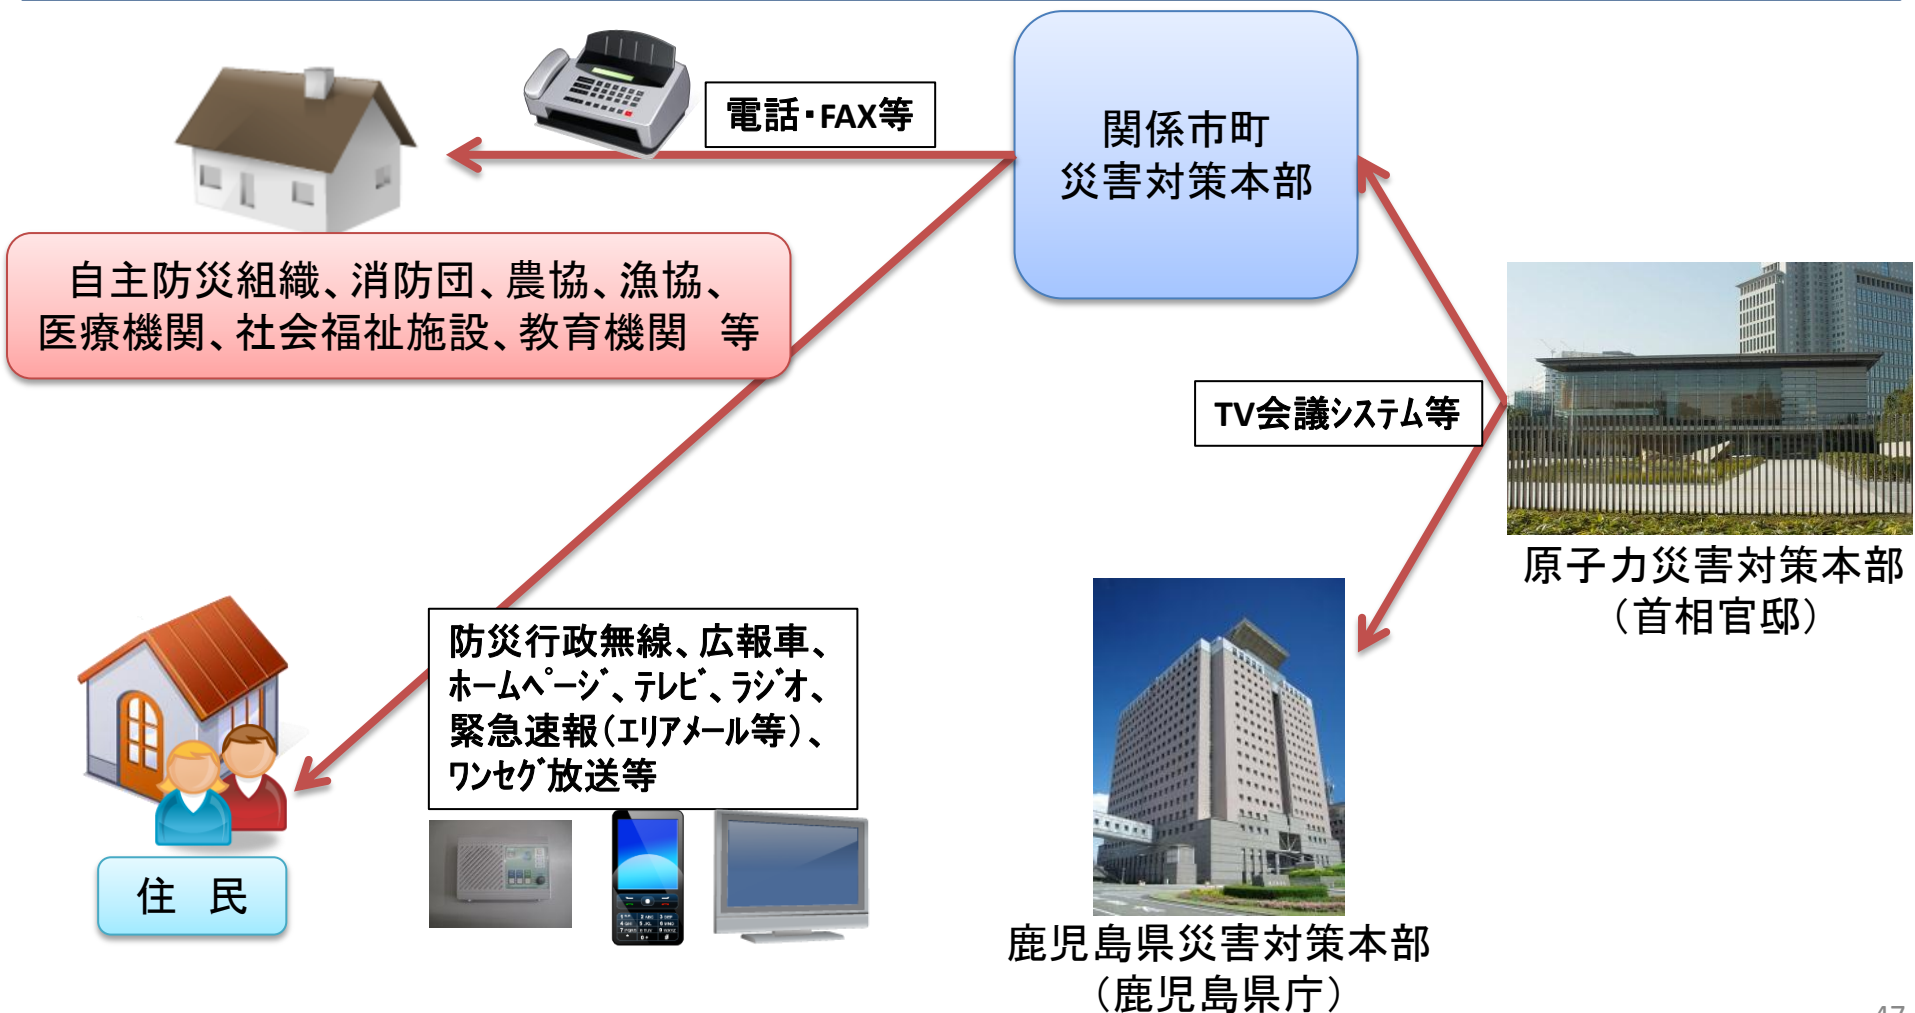 電話・FAX等
関係市町
災害対策本部
自主防災組織、消防団、農協、漁協、
医療機関、社会福祉施設、教育機関　等
TV会議ｼｽﾃﾑ等
原子力災害対策本部
（首相官邸）
防災行政無線、広報車、
ﾎｰﾑﾍﾟｰｼﾞ、ﾃﾚﾋﾞ、ﾗｼﾞｵ、
緊急速報（ｴﾘｱﾒｰﾙ等）、
ﾜﾝｾｸﾞ放送等
住　民
鹿児島県災害対策本部
（鹿児島県庁）
47